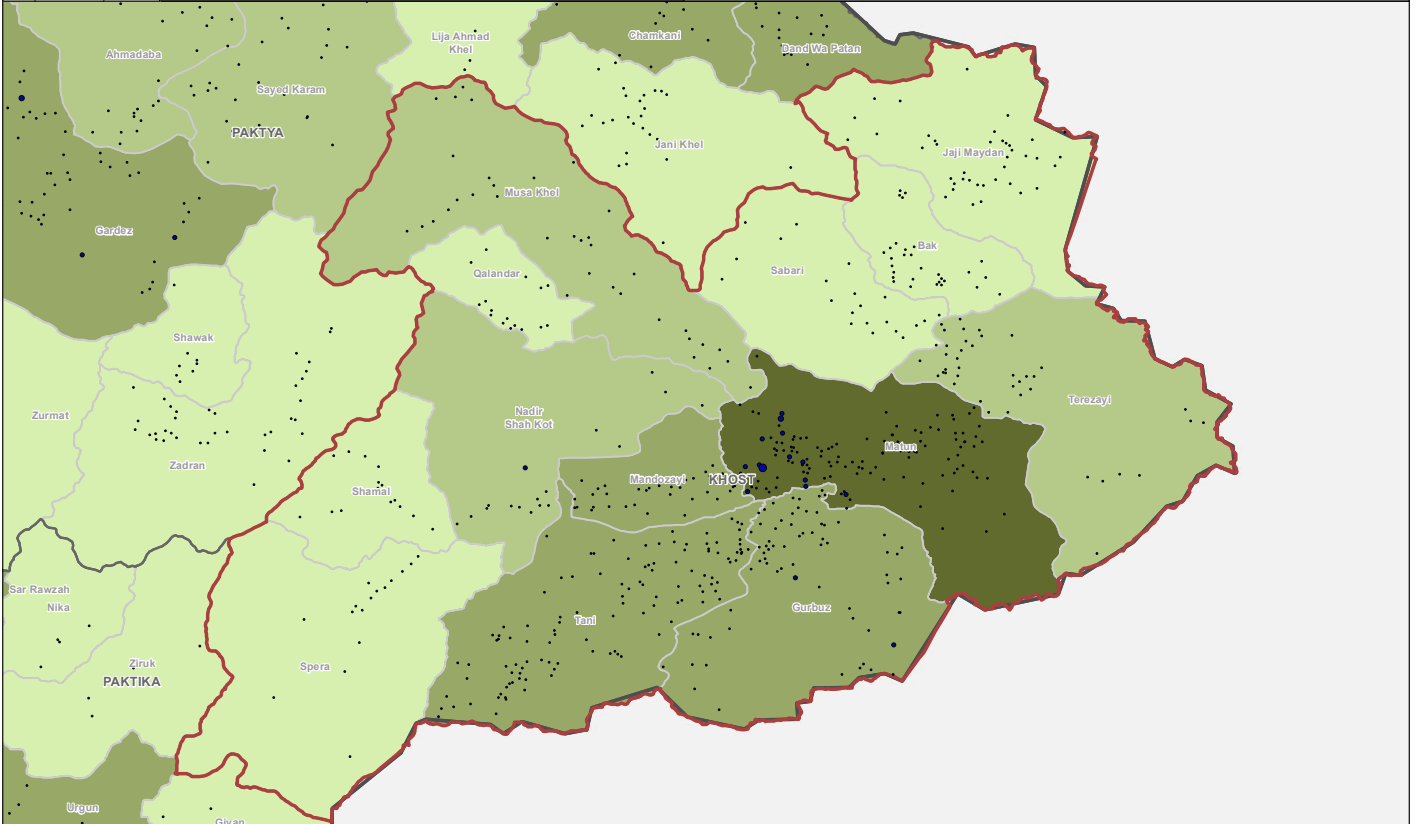 Lija Ahmad
Khel
Chamkani
Dand Wa Patan
Ahmadaba
Sayed Karam
PAKTYA
Jani Khel
Jaji Maydan
Musa Khel
Gardez
Bak
Qalandar
Sabari
Shawak
Terezayi
Zurmat
Nadir
Shah Kot
Matun
Zadran
Mandozayi
KHOST
Shamal
Sar Rawzah
Nika
Gurbuz
Tani
Ziruk
Spera
PAKTIKA
Urgun
Giyan